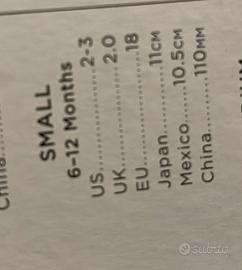 China...
SMALL
6-12 Months
US....................2-3
UK....................2.0
EU.....................18
Japan.............11CM
Mexico........10.5CM
China..........110MM
subito